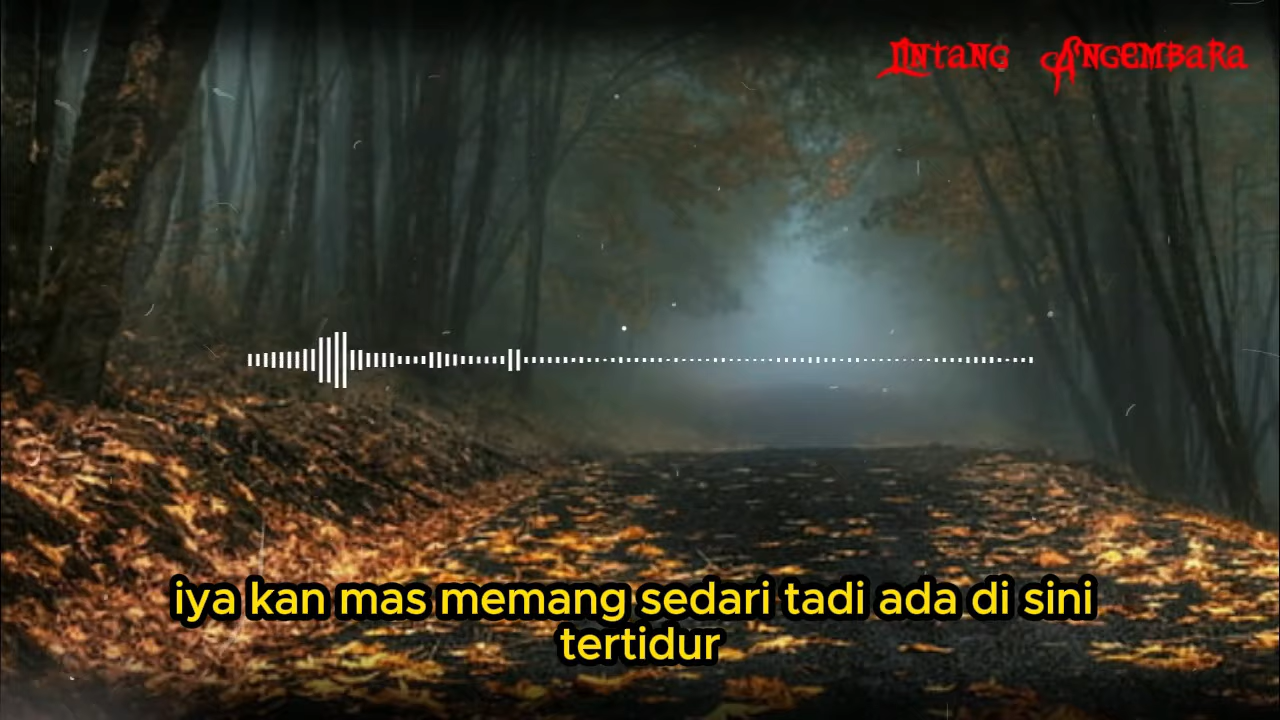 Lintang Angembara
iya kan mas memang sedari tadi ada di sini
tertidur